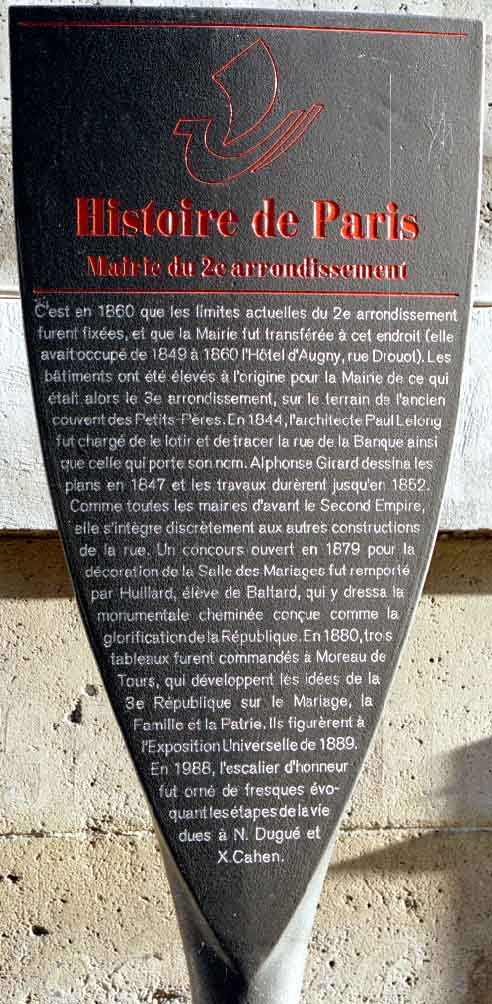 Histoire de Paris
Mairie du 2e arrondissement
C'est en 1860 que les limites actuelles du 2e arrondissement
furent fixées, et que la Mairie fut transférée à cet endroit (elle
avait occupé de 1849 à 1860 l'Hôtel d'Augny, rue Drouot). Les
bâtiments ont été élevés à l'origine pour la Mairie de ce qui
était alors le 3e arrondissement, sur le terrain de l'ancien
couvent des Petits-Pères. En 1844, l'architecte Paul Lelong
fut chargé de le lotir et de tracer la rue de la Banque ainsi
que celle qui porte son nom. Alphonse Girard dessina les
plans en 1847 et les travaux durèrent jusqu'en 1852.
Comme toutes les mairies d'avant le Second Empire,
elle s'intègre discrètement aux autres constructions
de la rue. Un concours ouvert en 1879 pour la
décoration de la Salle des Mariages fut remporté
par Huillard, élève de Baltard, qui y dressa la
monumentale cheminée conçue comme la
glorification de la République. En 1880, trois
tableaux furent commandés à Moreau de
Tours, qui développent les idées de la
3e République sur le Mariage, la
Famille et la Patrie. Ils figurèrent à
l'Exposition Universelle de 1889.
En 1988, l'escalier d'honneur
fut orné de fresques évo-
quant les étapes de la vie
dues à N. Dugué et
X. Cahen.